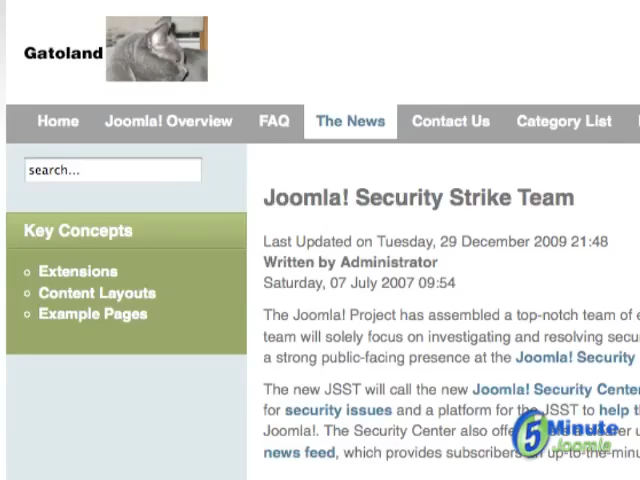 Gatoland
Home Joomla! Overview FAQ The News Contact Us Category List
search...
Key Concepts
Extensions
Content Layouts
Example Pages
Joomla! Security Strike Team
Last Updated on Tuesday, 29 December 2009 21:48
Written by Administrator
Saturday, 07 July 2007 09:54
The Joomla! Project has assembled a top-notch team of
team will solely focus on investigating and resolving
a strong public-facing presence at the Joomla! Security
The new JSST will call the new Joomla! Security
for security issues and a platform for the JSST to help
Joomla!. The Security Center also
news feed, which provides subscribers
5 Minute
Joomla